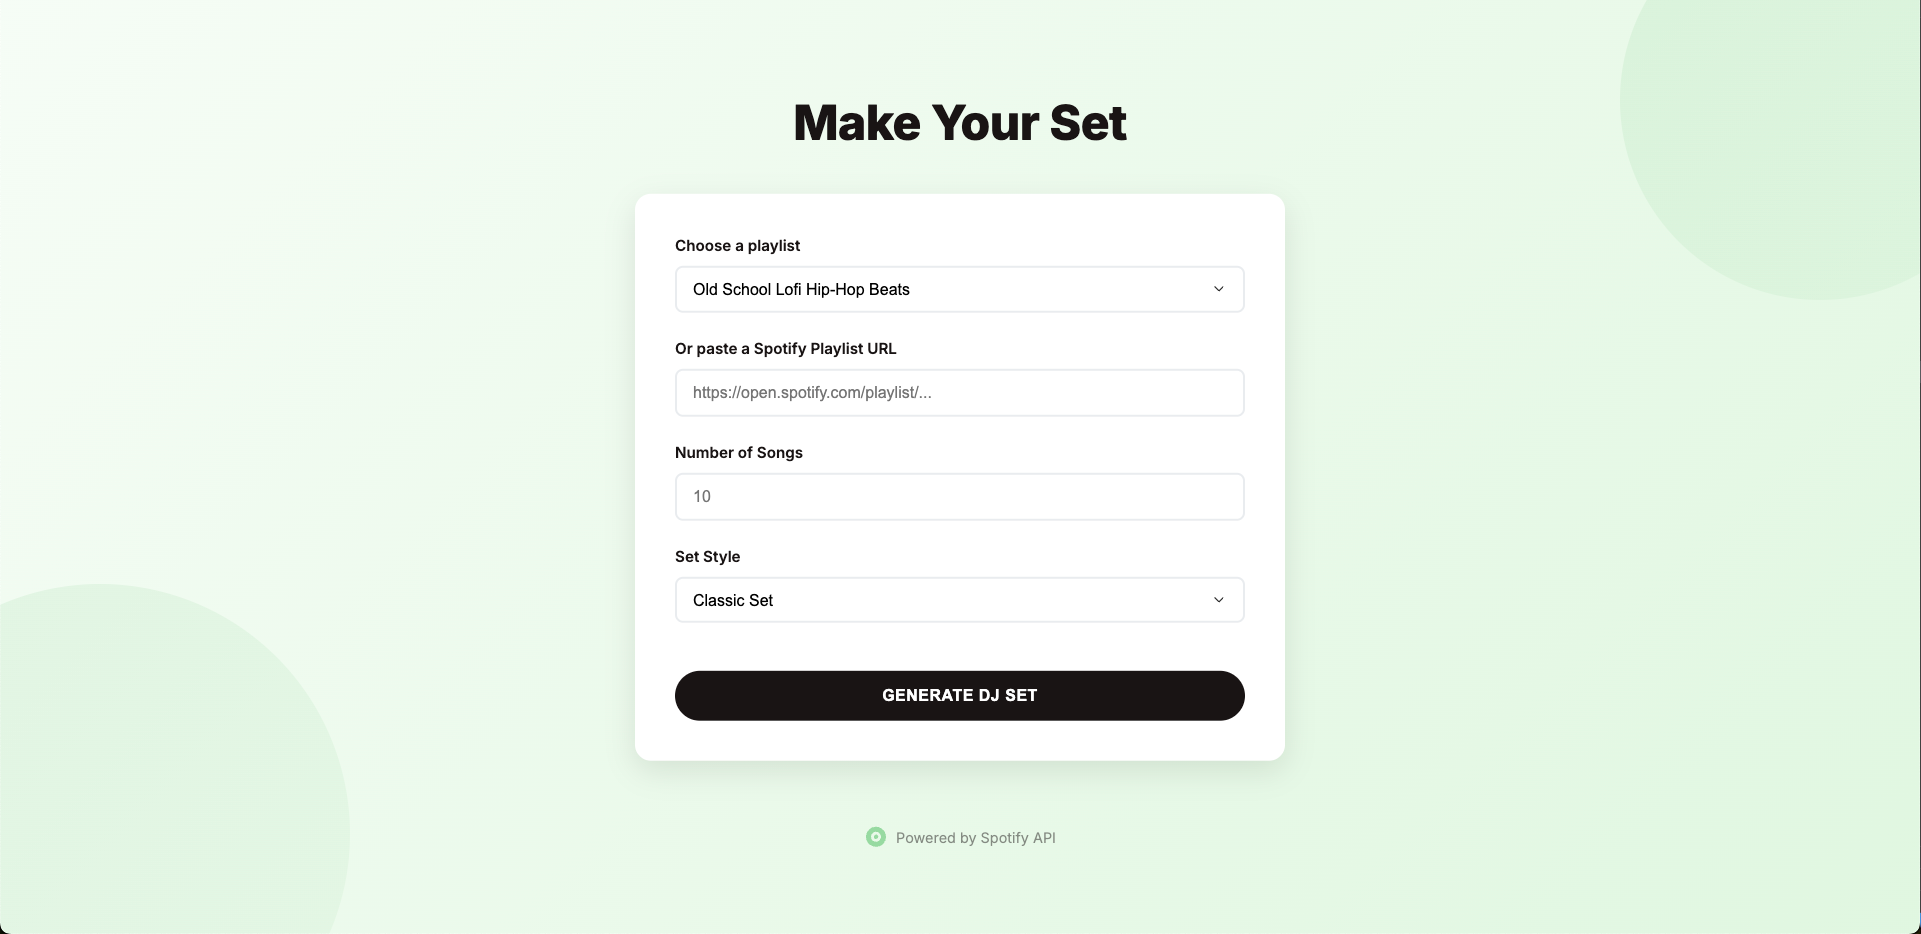 Make Your Set
Choose a playlist
Old School Lofi Hip-Hop Beats
Or paste a Spotify Playlist URL
https://open.spotify.com/playlist/...
Number of Songs
10
Set Style
Classic Set
GENERATE DJ SET
Powered by Spotify API